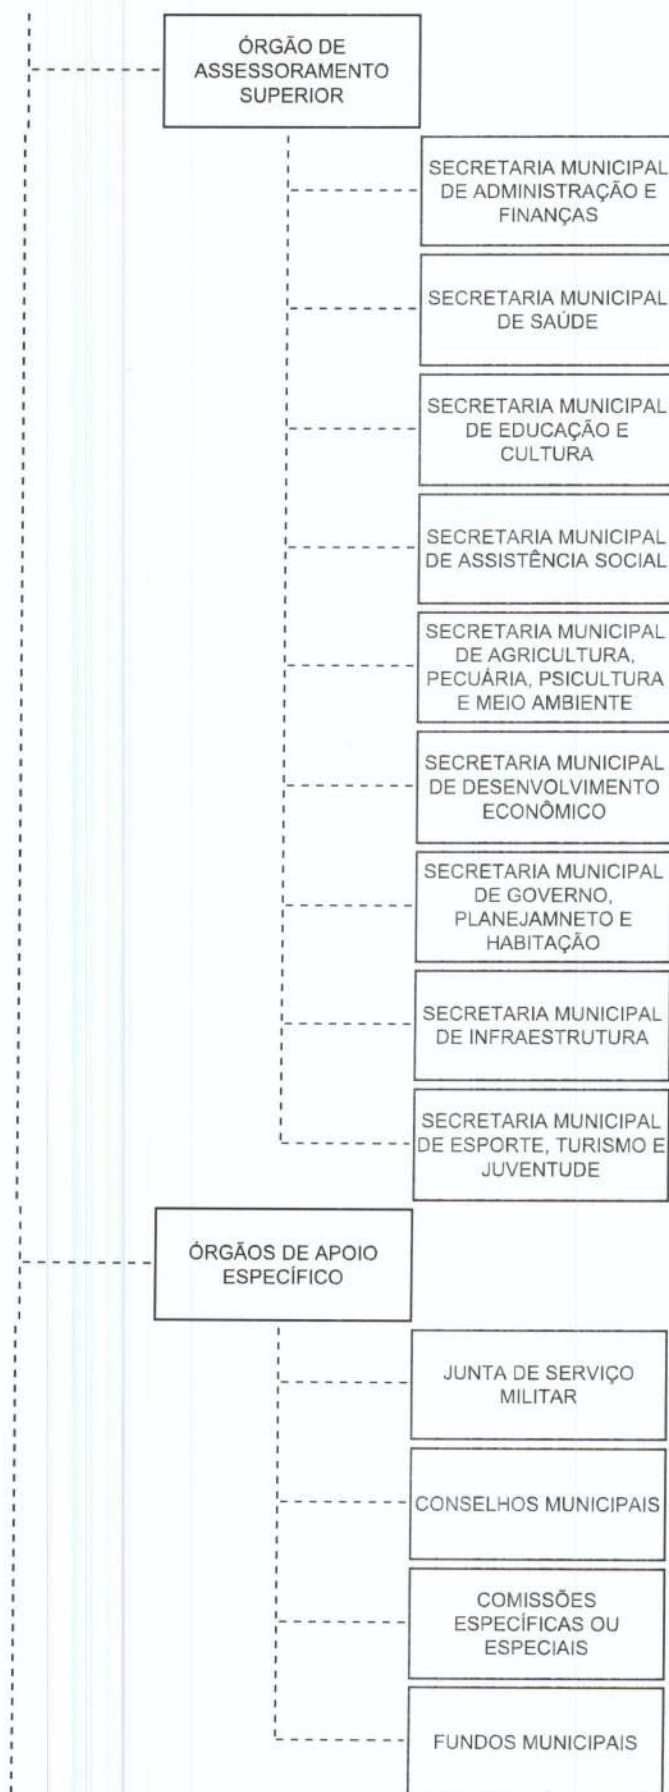 ÓRGÃO DE
ASSESSORAMENTO
SUPERIOR
SECRETARIA MUNICIPAL
DE ADMINISTRAÇÃO E
FINANÇAS
SECRETARIA MUNICIPAL
DE SAÚDE
SECRETARIA MUNICIPAL
DE EDUCAÇÃO E
CULTURA
SECRETARIA MUNICIPAL
DE ASSISTÊNCIA SOCIAL
SECRETARIA MUNICIPAL
DE AGRICULTURA,
PECUÁRIA, PSICULTURA
E MEIO AMBIENTE
SECRETARIA MUNICIPAL
DE DESENVOLVIMENTO
ECONÔMICO
SECRETARIA MUNICIPAL
DE GOVERNO,
PLANEJAMNETO E
HABITAÇÃO
SECRETARIA MUNICIPAL
DE INFRAESTRUTURA
SECRETARIA MUNICIPAL
DE ESPORTE, TURISMO E
JUVENTUDE
ÓRGÃOS DE APOIO
ESPECÍFICO
JUNTA DE SERVIÇO
MILITAR
CONSELHOS MUNICIPAIS
COMISSÕES
ESPECÍFICAS OU
ESPECIAIS
FUNDOS MUNICIPAIS